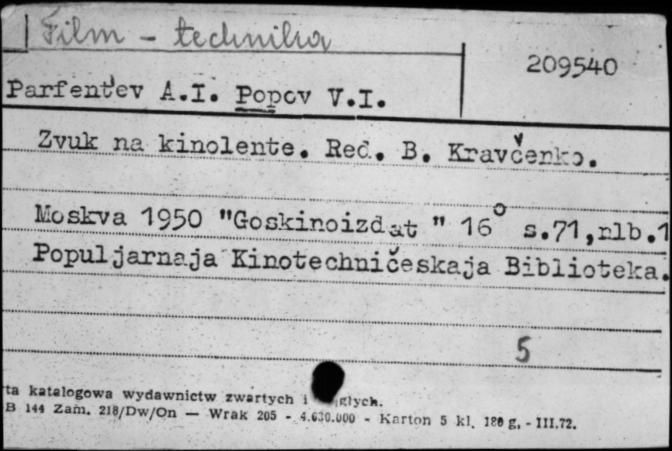 Film - technika
209540
Parfent'ev A.I. Popov V.I.
Zvuk na kinolente. Red. B. Kravčenko.
Moskva 1950 "Goskinoizdat " 16° s.71,nlb.1
Populjarnaja Kinotechničeskaja Biblioteka.
5
ta katalogowa wydawnictw zwartych i głych.
B 144 Zam. 218/Dw/On — Wrak 205 - 4.630.000 - Karton 5 kl. 180 g. - III.72.